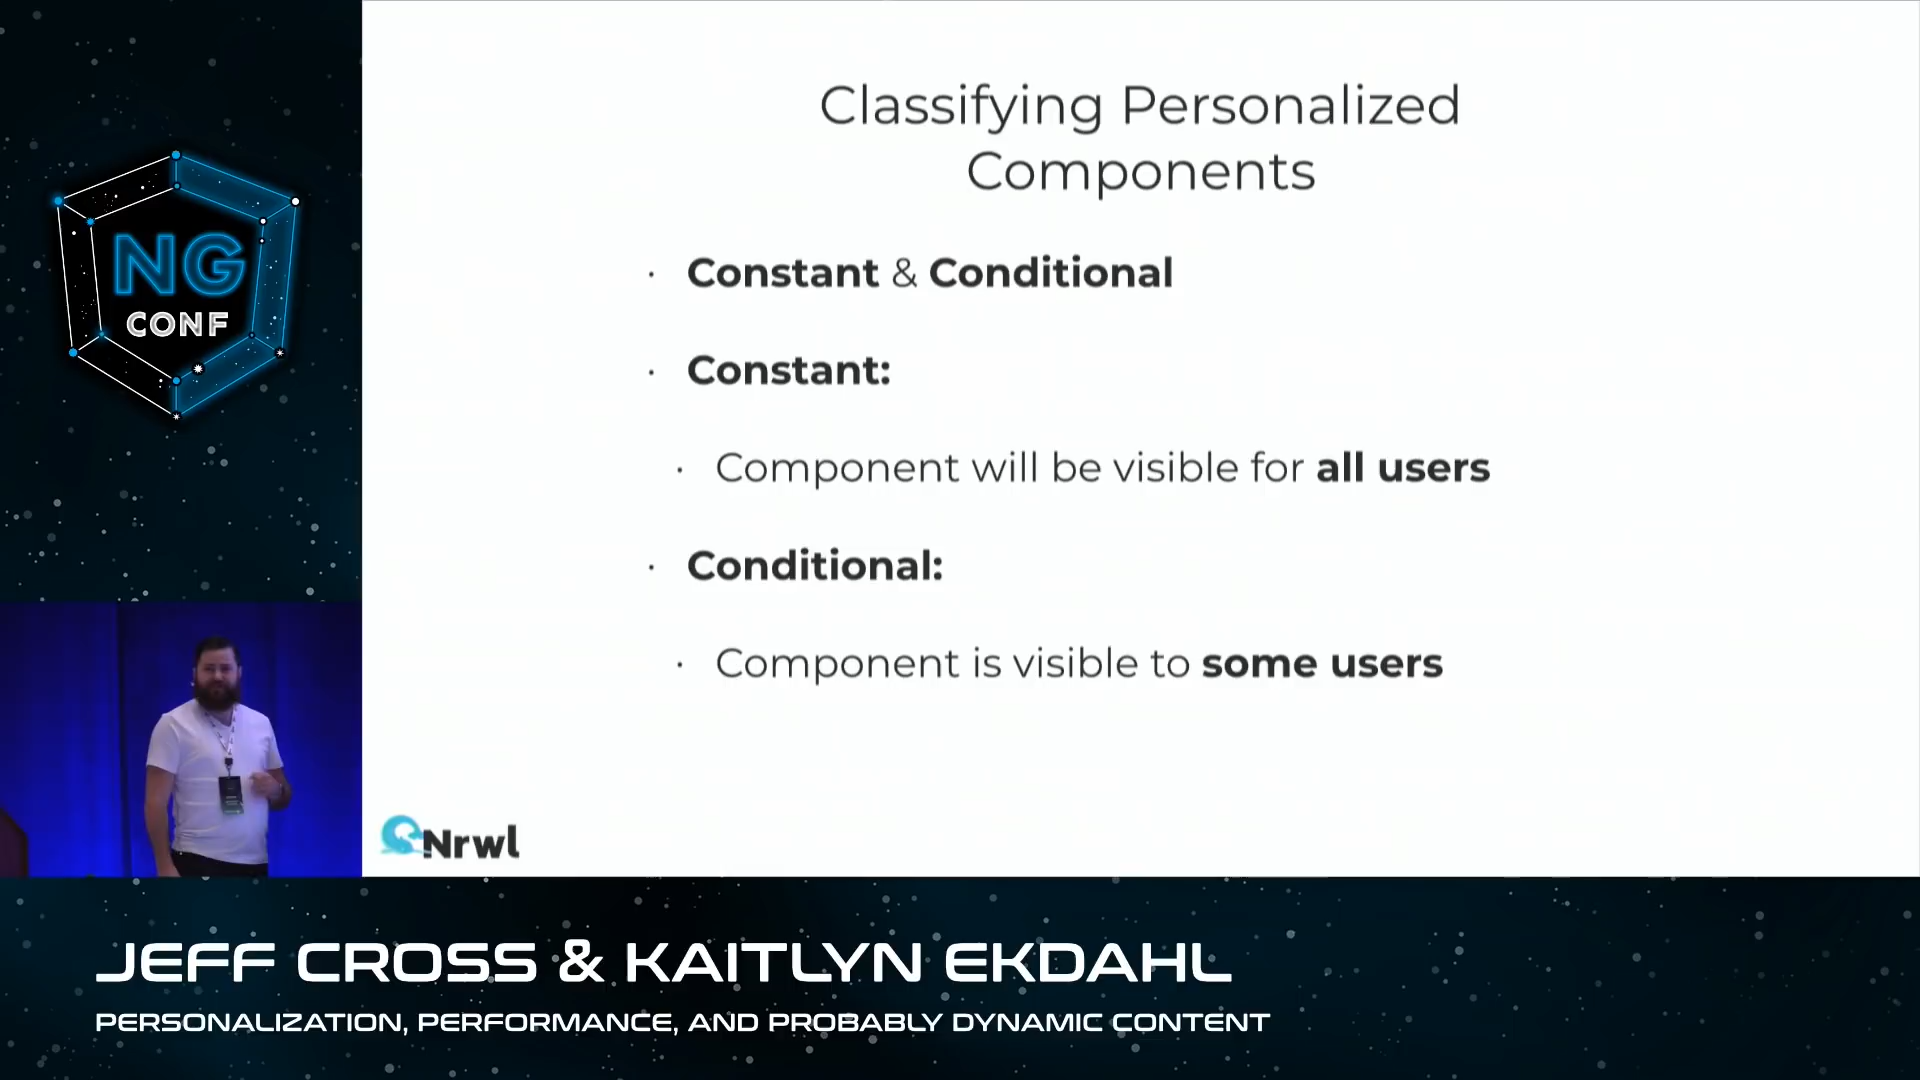 NG
CONF
Classifying Personalized
Components
· Constant & Conditional
· Constant:
· Component will be visible for all users
· Conditional:
· Component is visible to some users
Nrwl
JEFF CROSS & KAITLYN EKDAHL
PERSONALIZATION, PERFORMANCE, AND PROBABLY DYNAMIC CONTENT